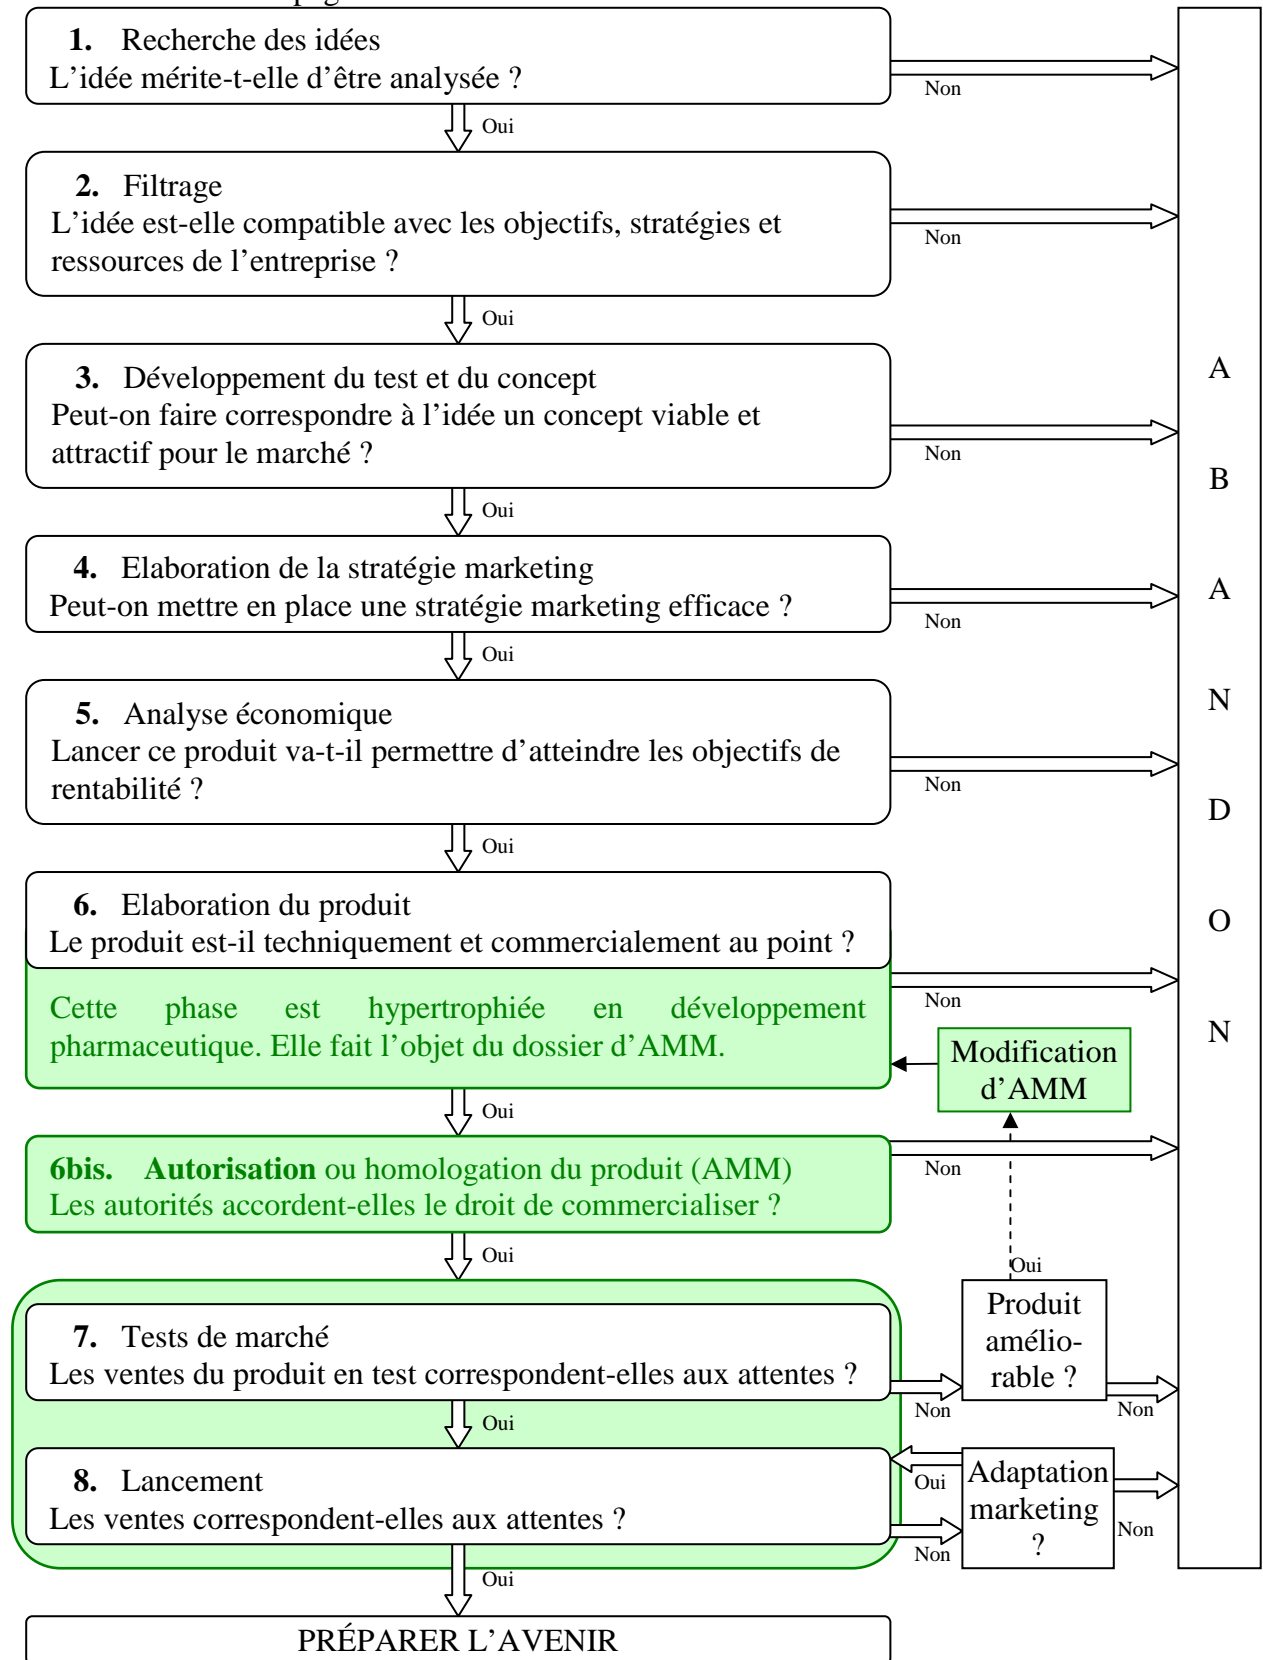 1. Recherche des idées
L’idée mérite-t-elle d’être analysée ?
Non
Oui
2. Filtrage
L’idée est-elle compatible avec les objectifs, stratégies et
ressources de l’entreprise ?
Non
Oui
3. Développement du test et du concept
Peut-on faire correspondre à l’idée un concept viable et
attractif pour le marché ?
Non
Oui
4. Elaboration de la stratégie marketing
Peut-on mettre en place une stratégie marketing efficace ?
Non
Oui
5. Analyse économique
Lancer ce produit va-t-il permettre d’atteindre les objectifs de
rentabilité ?
Non
Oui
6. Elaboration du produit
Le produit est-il techniquement et commercialement au point ?
Cette phase est hypertrophiée en développement
pharmaceutique. Elle fait l’objet du dossier d’AMM.
Non
Modification
d’AMM
Oui
6bis. Autorisation ou homologation du produit (AMM)
Les autorités accordent-elles le droit de commercialiser ?
Non
Oui
7. Tests de marché
Les ventes du produit en test correspondent-elles aux attentes ?
Non
Oui
Produit
amélio-
rable ?
Non
Oui
8. Lancement
Les ventes correspondent-elles aux attentes ?
Oui
Non
Adaptation
marketing
?
Non
Oui
PRÉPARER L’AVENIR
A
B
A
N
D
O
N